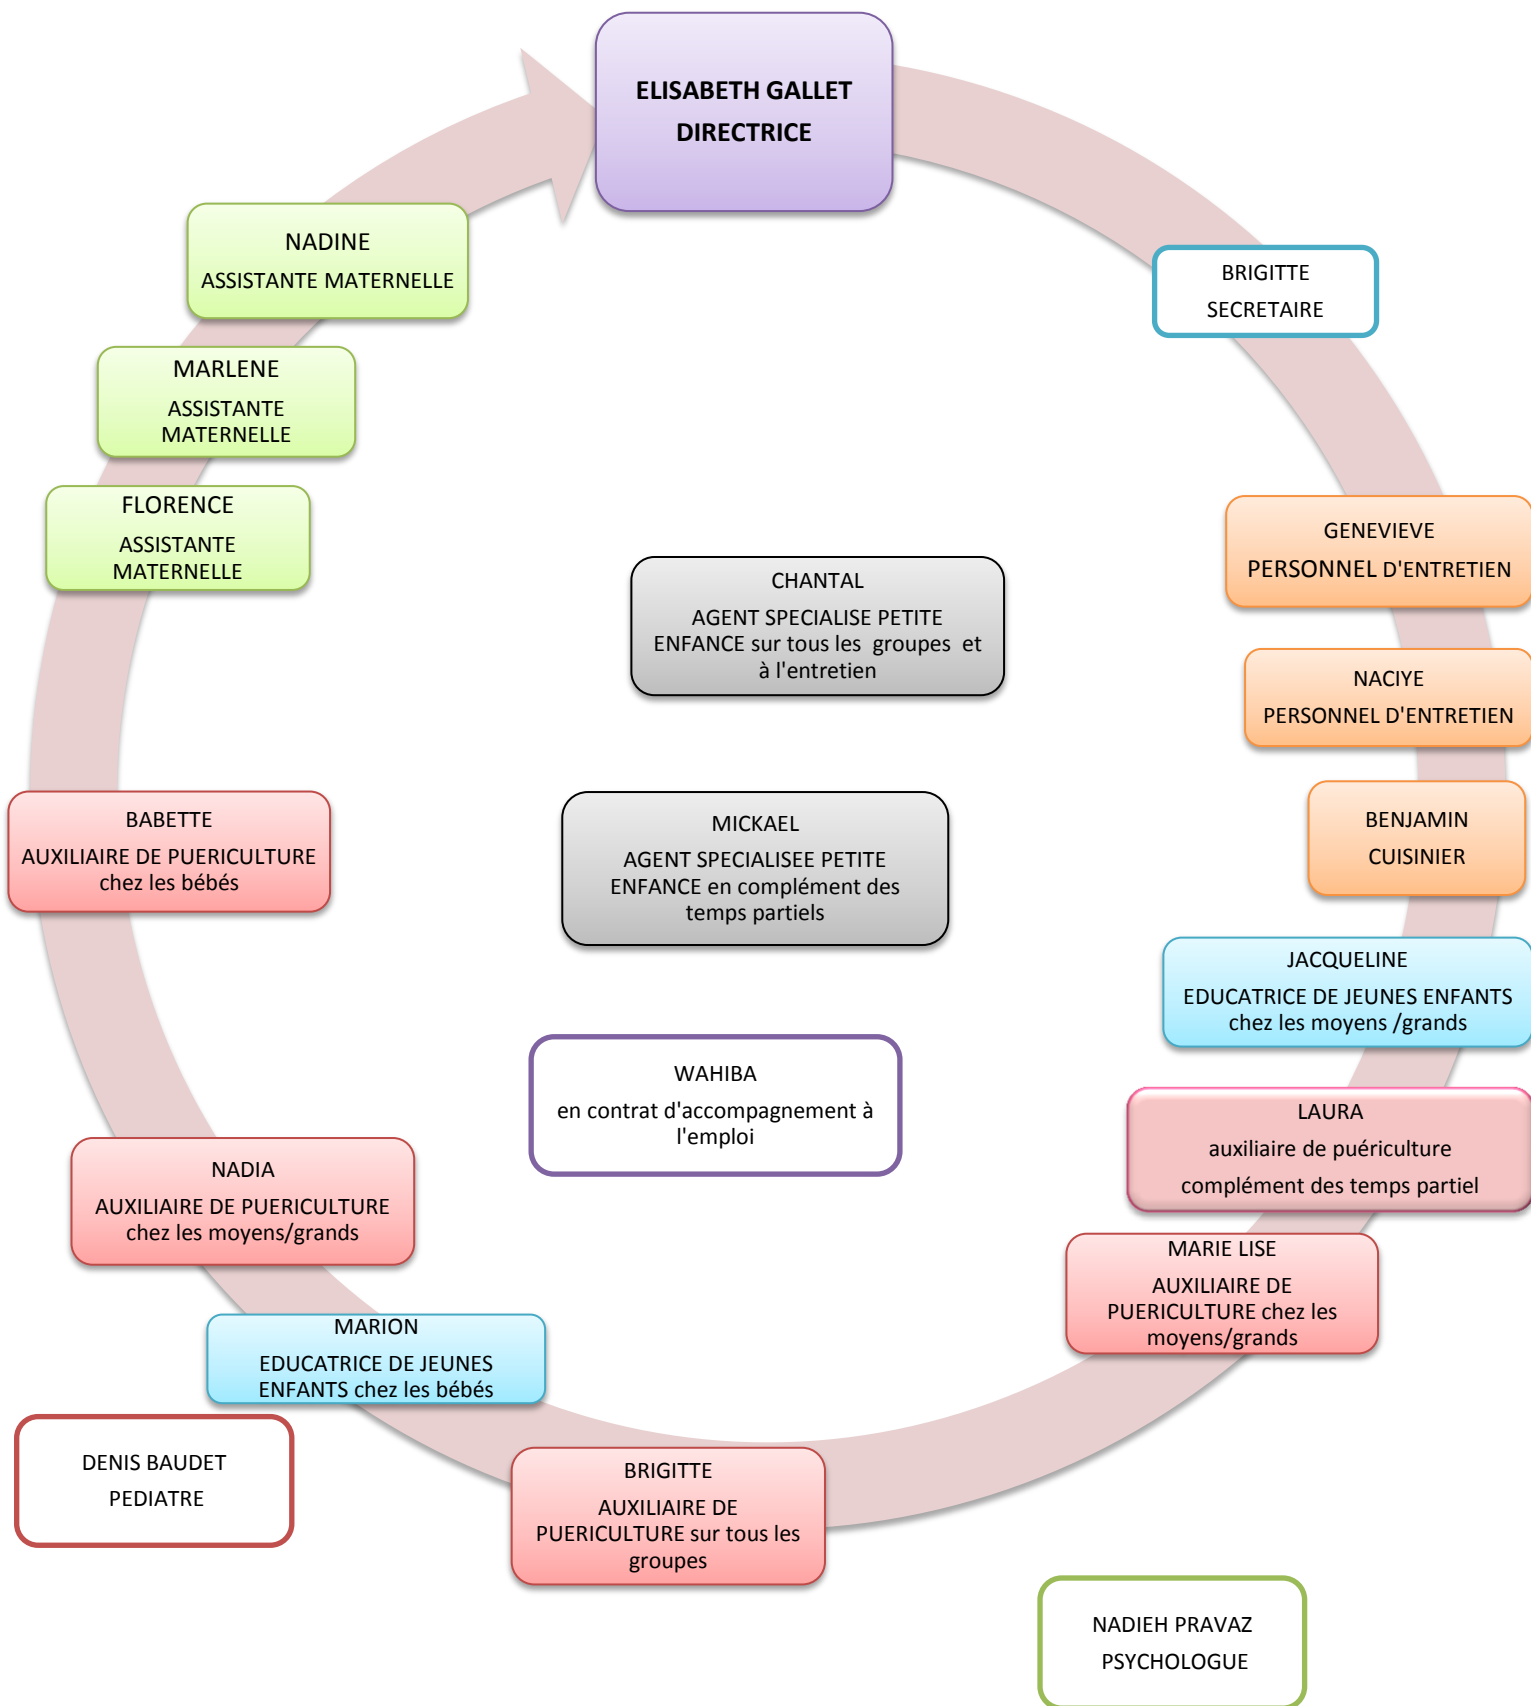 ELISABETH GALLET
DIRECTRICE
BRIGITTE
SECRETAIRE
GENEVIEVE
PERSONNEL D'ENTRETIEN
NACIYE
PERSONNEL D'ENTRETIEN
BENJAMIN
CUISINIER
JACQUELINE
EDUCATRICE DE JEUNES ENFANTS
chez les moyens /grands
LAURA
auxiliaire de puériculture
complément des temps partiel
MARIE LISE
AUXILIAIRE DE
PUERICULTURE chez les
moyens/grands
BRIGITTE
AUXILIAIRE DE
PUERICULTURE sur tous les
groupes
MARION
EDUCATRICE DE JEUNES
ENFANTS chez les bébés
NADIA
AUXILIAIRE DE PUERICULTURE
chez les moyens/grands
BABETTE
AUXILIAIRE DE PUERICULTURE
chez les bébés
FLORENCE
ASSISTANTE
MATERNELLE
MARLENE
ASSISTANTE
MATERNELLE
NADINE
ASSISTANTE MATERNELLE
CHANTAL
AGENT SPECIALISE PETITE
ENFANCE sur tous les groupes et
à l'entretien
MICKAEL
AGENT SPECIALISEE PETITE
ENFANCE en complément des
temps partiels
WAHIBA
en contrat d'accompagnement à
l'emploi
DENIS BAUDET
PEDIATRE
NADIEH PRAVAZ
PSYCHOLOGUE